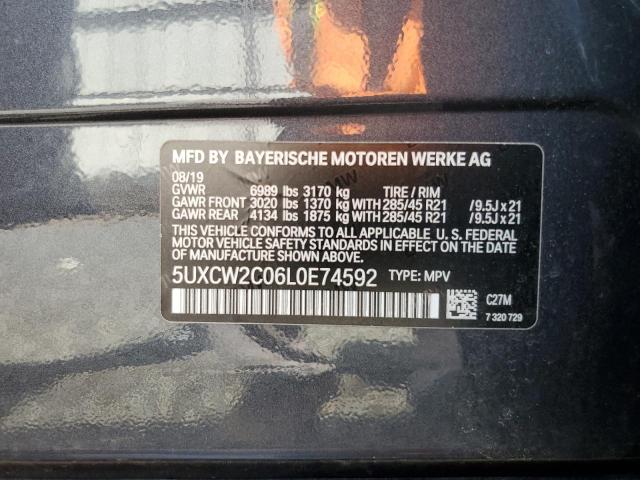 MFD BY BAYERISCHE MOTOREN WERKE AG
08/19
GVWR 6989 lbs 3170 kg TIRE / RIM
GAWR FRONT 3020 lbs 1370 kg WITH 285/45 R21 /9.5J x 21
GAWR REAR 4134 lbs 1875 kg WITH 285/45 R21 /9.5J x 21
THIS VEHICLE CONFORMS TO ALL APPLICABLE U. S. FEDERAL
MOTOR VEHICLE SAFETY STANDARDS IN EFFECT ON THE DATE
OF MANUFACTURE SHOWN ABOVE.
5UXCW2C06L0E74592 TYPE: MPV
C27M
7 320 729